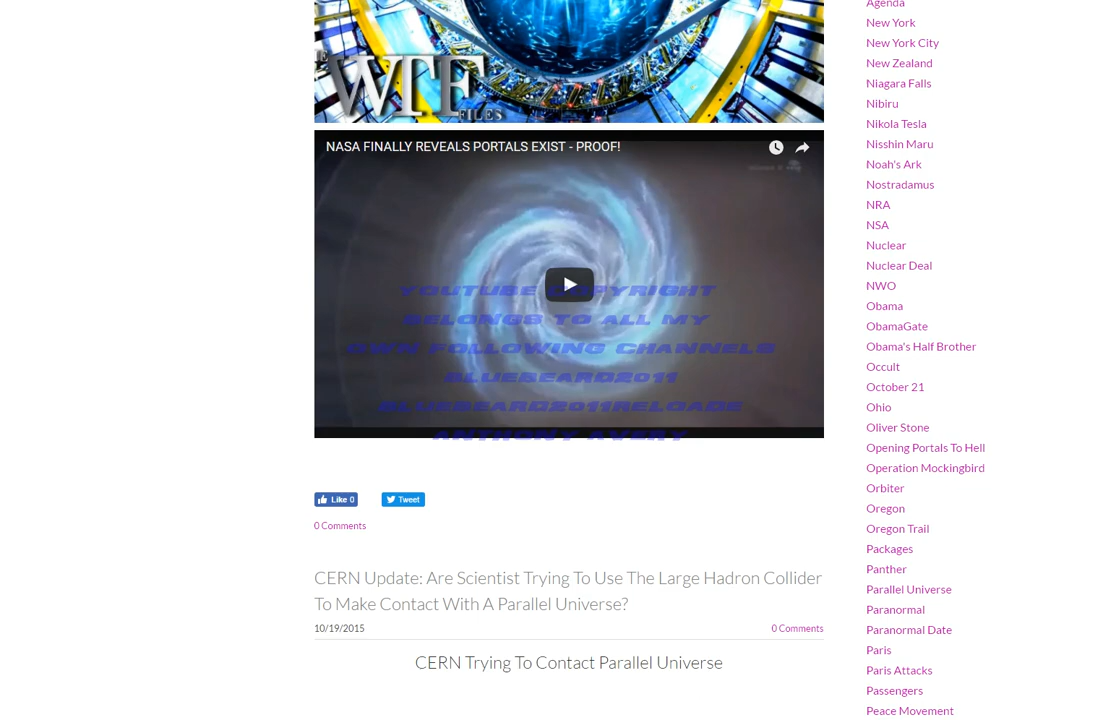 WTF
FILES
NASA FINALLY REVEALS PORTALS EXIST - PROOF!
YOUTUBE COPYRIGHT
BELONGS TO ALL MY
OWN FOLLOWING CHANNELS
BLUEBEARD2011
BLUEBEARD2011RELOADE
ANTHONY AVERY
Like 0
Tweet
0 Comments
CERN Update: Are Scientist Trying To Use The Large Hadron Collider
To Make Contact With A Parallel Universe?
10/19/2015
0 Comments
CERN Trying To Contact Parallel Universe
Agenda
New York
New York City
New Zealand
Niagara Falls
Nibiru
Nikola Tesla
Nisshin Maru
Noah's Ark
Nostradamus
NRA
NSA
Nuclear
Nuclear Deal
NWO
Obama
ObamaGate
Obama's Half Brother
Occult
October 21
Ohio
Oliver Stone
Opening Portals To Hell
Operation Mockingbird
Orbiter
Oregon
Oregon Trail
Packages
Panther
Parallel Universe
Paranormal
Paranormal Date
Paris
Paris Attacks
Passengers
Peace Movement